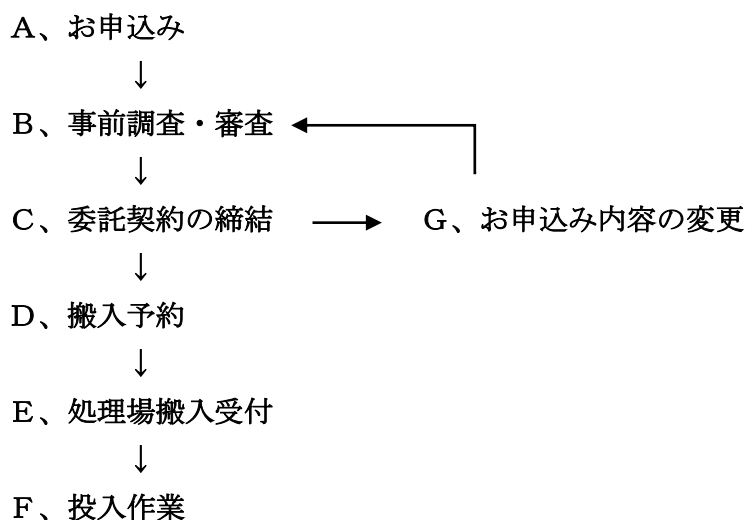 Ａ、お申込み
↓
Ｂ、事前調査・審査
↓
Ｃ、委託契約の締結
Ｇ、お申込み内容の変更
↓
Ｄ、搬入予約
↓
Ｅ、処理場搬入受付
↓
Ｆ、投入作業